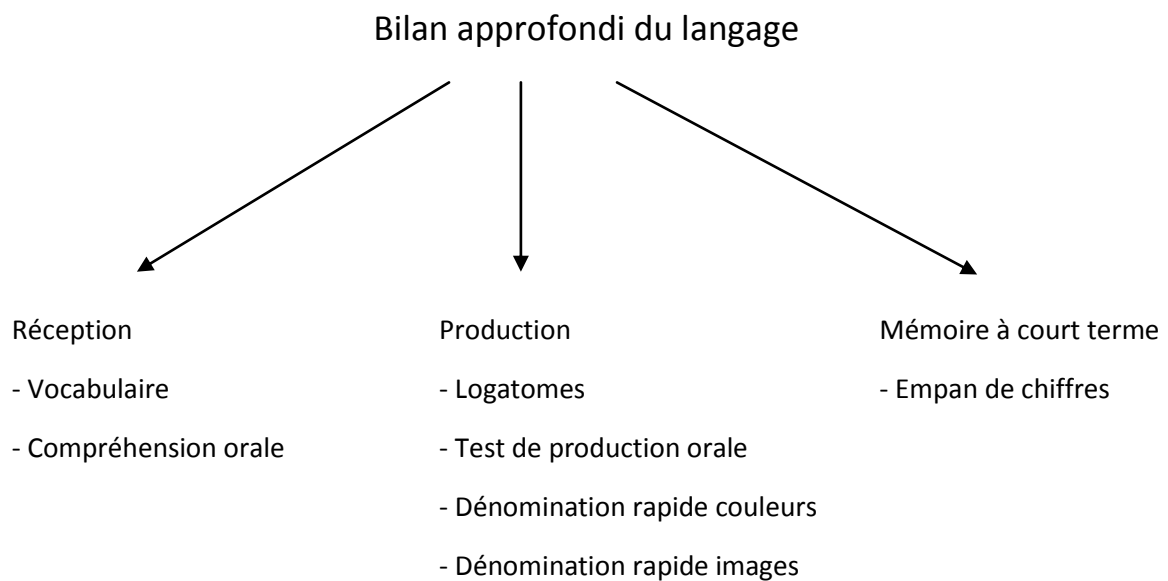 Bilan approfondi du langage
Réception
- Vocabulaire
- Compréhension orale
Production
- Logatomes
- Test de production orale
- Dénomination rapide couleurs
- Dénomination rapide images
Mémoire à court terme
- Empan de chiffres